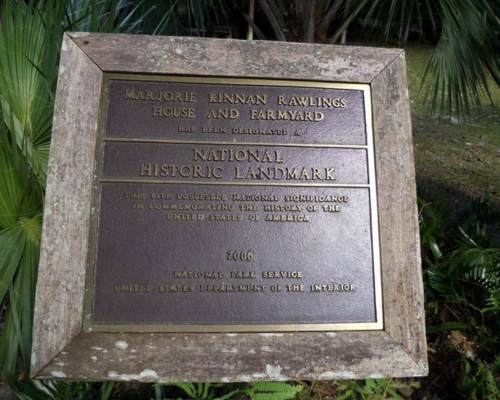 MARJORIE KINNAN RAWLINGS
HOUSE AND FARMYARD
HAS BEEN DESIGNATED A
NATIONAL
HISTORIC LANDMARK
THIS SITE POSSESSES NATIONAL SIGNIFICANCE
IN COMMEMORATING THE HISTORY OF THE
UNITED STATES OF AMERICA
2006
NATIONAL PARK SERVICE
UNITED STATES DEPARTMENT OF THE INTERIOR